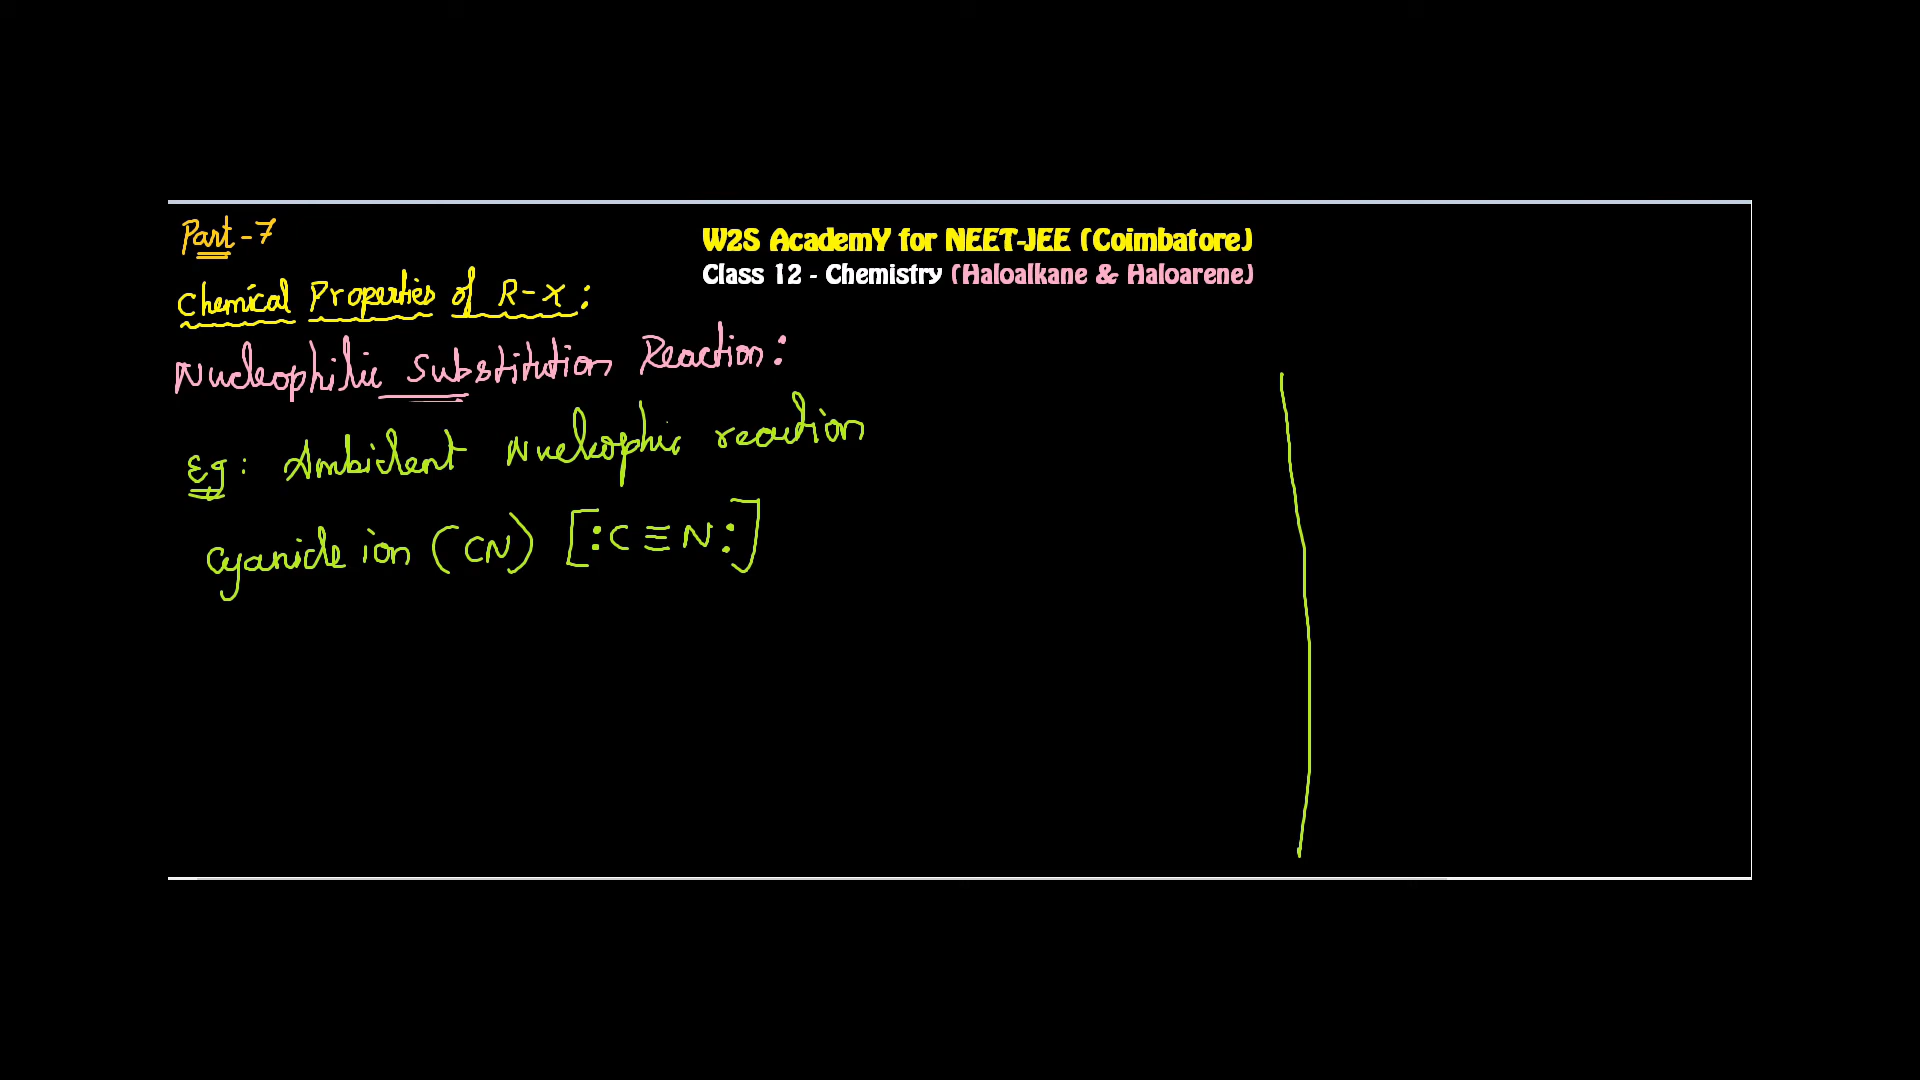 Part-7
W2S AcademY for NEET-JEE (Coimbatore)
Class 12 - Chemistry (Haloalkane & Haloarene)
Chemical Properties of R-X:
Nucleophilic Substitution Reaction:
Eg: Ambident Nucleophic reaction
Cyanide ion (CN) [:C≡N:]